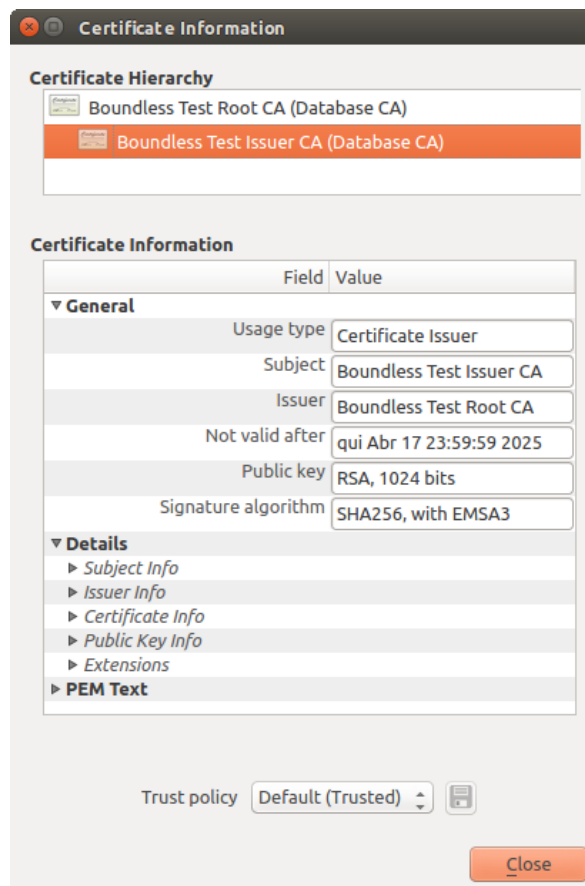 Certificate Information
Certificate Hierarchy
Boundless Test Root CA (Database CA)
Boundless Test Issuer CA (Database CA)
Certificate Information
Field Value
General
Usage type Certificate Issuer
Subject Boundless Test Issuer CA
Issuer Boundless Test Root CA
Not valid after qui Abr 17 23:59:59 2025
Public key RSA, 1024 bits
Signature algorithm SHA256, with EMSA3
Details
Subject Info
Issuer Info
Certificate Info
Public Key Info
Extensions
PEM Text
Trust policy Default (Trusted)
Close